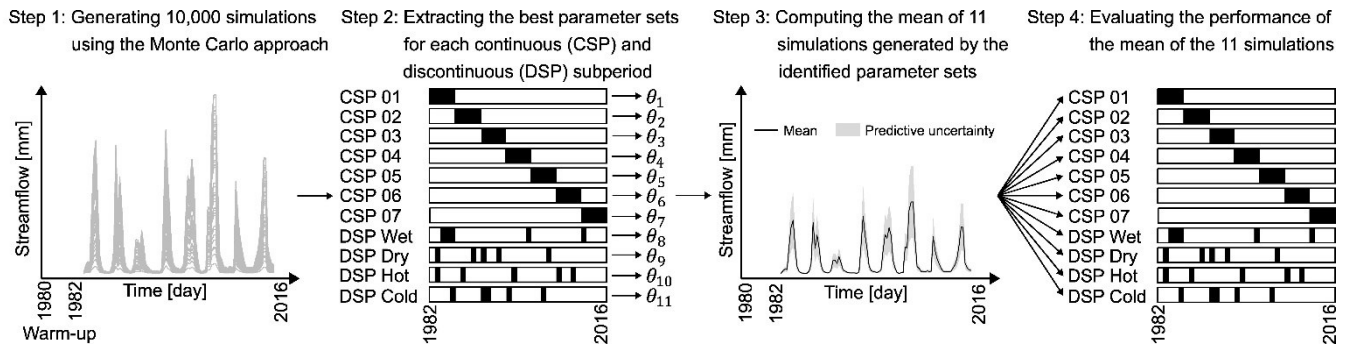 Step 1: Generating 10,000 simulations
using the Monte Carlo approach
Streamflow [mm]
Time [day]
1980
1982
2016
Warm-up
Step 2: Extracting the best parameter sets
for each continuous (CSP) and
discontinuous (DSP) subperiod
CSP 01 θ1
CSP 02 θ2
CSP 03 θ3
CSP 04 θ4
CSP 05 θ5
CSP 06 θ6
CSP 07 θ7
DSP Wet θ8
DSP Dry θ9
DSP Hot θ10
DSP Cold θ11
1982
2016
Step 3: Computing the mean of 11
simulations generated by the
identified parameter sets
Mean Predictive uncertainty
Streamflow [mm]
Time [day]
1980
1982
2016
Step 4: Evaluating the performance of
the mean of the 11 simulations
CSP 01
CSP 02
CSP 03
CSP 04
CSP 05
CSP 06
CSP 07
DSP Wet
DSP Dry
DSP Hot
DSP Cold
1982
2016